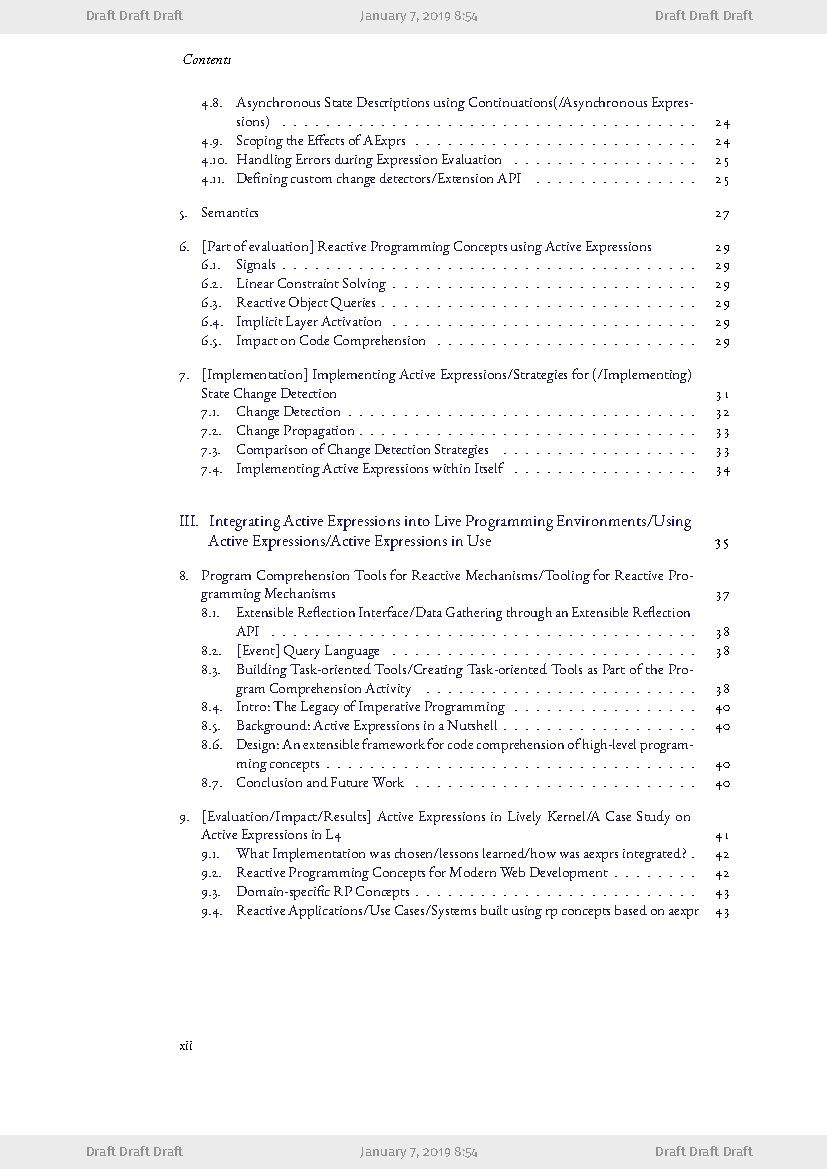 Draft Draft Draft January 7, 2019 8:54 Draft Draft Draft
Contents
4.8. Asynchronous State Descriptions using Continuations(/Asynchronous Expres-
sions) . . . . . . . . . . . . . . . . . . . . . . . . . . . . . . . . . . . . . . 24
4.9. Scoping the Effects of AExprs . . . . . . . . . . . . . . . . . . . . . . . . . . 24
4.10. Handling Errors during Expression Evaluation . . . . . . . . . . . . . . . . . 25
4.11. Defining custom change detectors/Extension API . . . . . . . . . . . . . . . 25
5. Semantics 27
6. [Part of evaluation] Reactive Programming Concepts using Active Expressions 29
6.1. Signals . . . . . . . . . . . . . . . . . . . . . . . . . . . . . . . . . . . . . . 29
6.2. Linear Constraint Solving . . . . . . . . . . . . . . . . . . . . . . . . . . . . 29
6.3. Reactive Object Queries . . . . . . . . . . . . . . . . . . . . . . . . . . . . . 29
6.4. Implicit Layer Activation . . . . . . . . . . . . . . . . . . . . . . . . . . . . 29
6.5. Impact on Code Comprehension . . . . . . . . . . . . . . . . . . . . . . . . 29
7. [Implementation] Implementing Active Expressions/Strategies for (/Implementing)
State Change Detection 31
7.1. Change Detection . . . . . . . . . . . . . . . . . . . . . . . . . . . . . . . . 32
7.2. Change Propagation . . . . . . . . . . . . . . . . . . . . . . . . . . . . . . . 33
7.3. Comparison of Change Detection Strategies . . . . . . . . . . . . . . . . . . 33
7.4. Implementing Active Expressions within Itself . . . . . . . . . . . . . . . . . 34
III. Integrating Active Expressions into Live Programming Environments/Using
Active Expressions/Active Expressions in Use 35
8. Program Comprehension Tools for Reactive Mechanisms/Tooling for Reactive Pro-
gramming Mechanisms 37
8.1. Extensible Reflection Interface/Data Gathering through an Extensible Reflection
API . . . . . . . . . . . . . . . . . . . . . . . . . . . . . . . . . . . . . . . 38
8.2. [Event] Query Language . . . . . . . . . . . . . . . . . . . . . . . . . . . . 38
8.3. Building Task-oriented Tools/Creating Task-oriented Tools as Part of the Pro-
gram Comprehension Activity . . . . . . . . . . . . . . . . . . . . . . . . . 38
8.4. Intro: The Legacy of Imperative Programming . . . . . . . . . . . . . . . . . 40
8.5. Background: Active Expressions in a Nutshell . . . . . . . . . . . . . . . . . . 40
8.6. Design: An extensible framework for code comprehension of high-level program-
ming concepts . . . . . . . . . . . . . . . . . . . . . . . . . . . . . . . . . . 40
8.7. Conclusion and Future Work . . . . . . . . . . . . . . . . . . . . . . . . . . 40
9. [Evaluation/Impact/Results] Active Expressions in Lively Kernel/A Case Study on
Active Expressions in L4 41
9.1. What Implementation was chosen/lessons learned/how was aexprs integrated? . 42
9.2. Reactive Programming Concepts for Modern Web Development . . . . . . . . 42
9.3. Domain-specific RP Concepts . . . . . . . . . . . . . . . . . . . . . . . . . . 43
9.4. Reactive Applications/Use Cases/Systems built using rp concepts based on aexpr 43
xii
Draft Draft Draft January 7, 2019 8:54 Draft Draft Draft